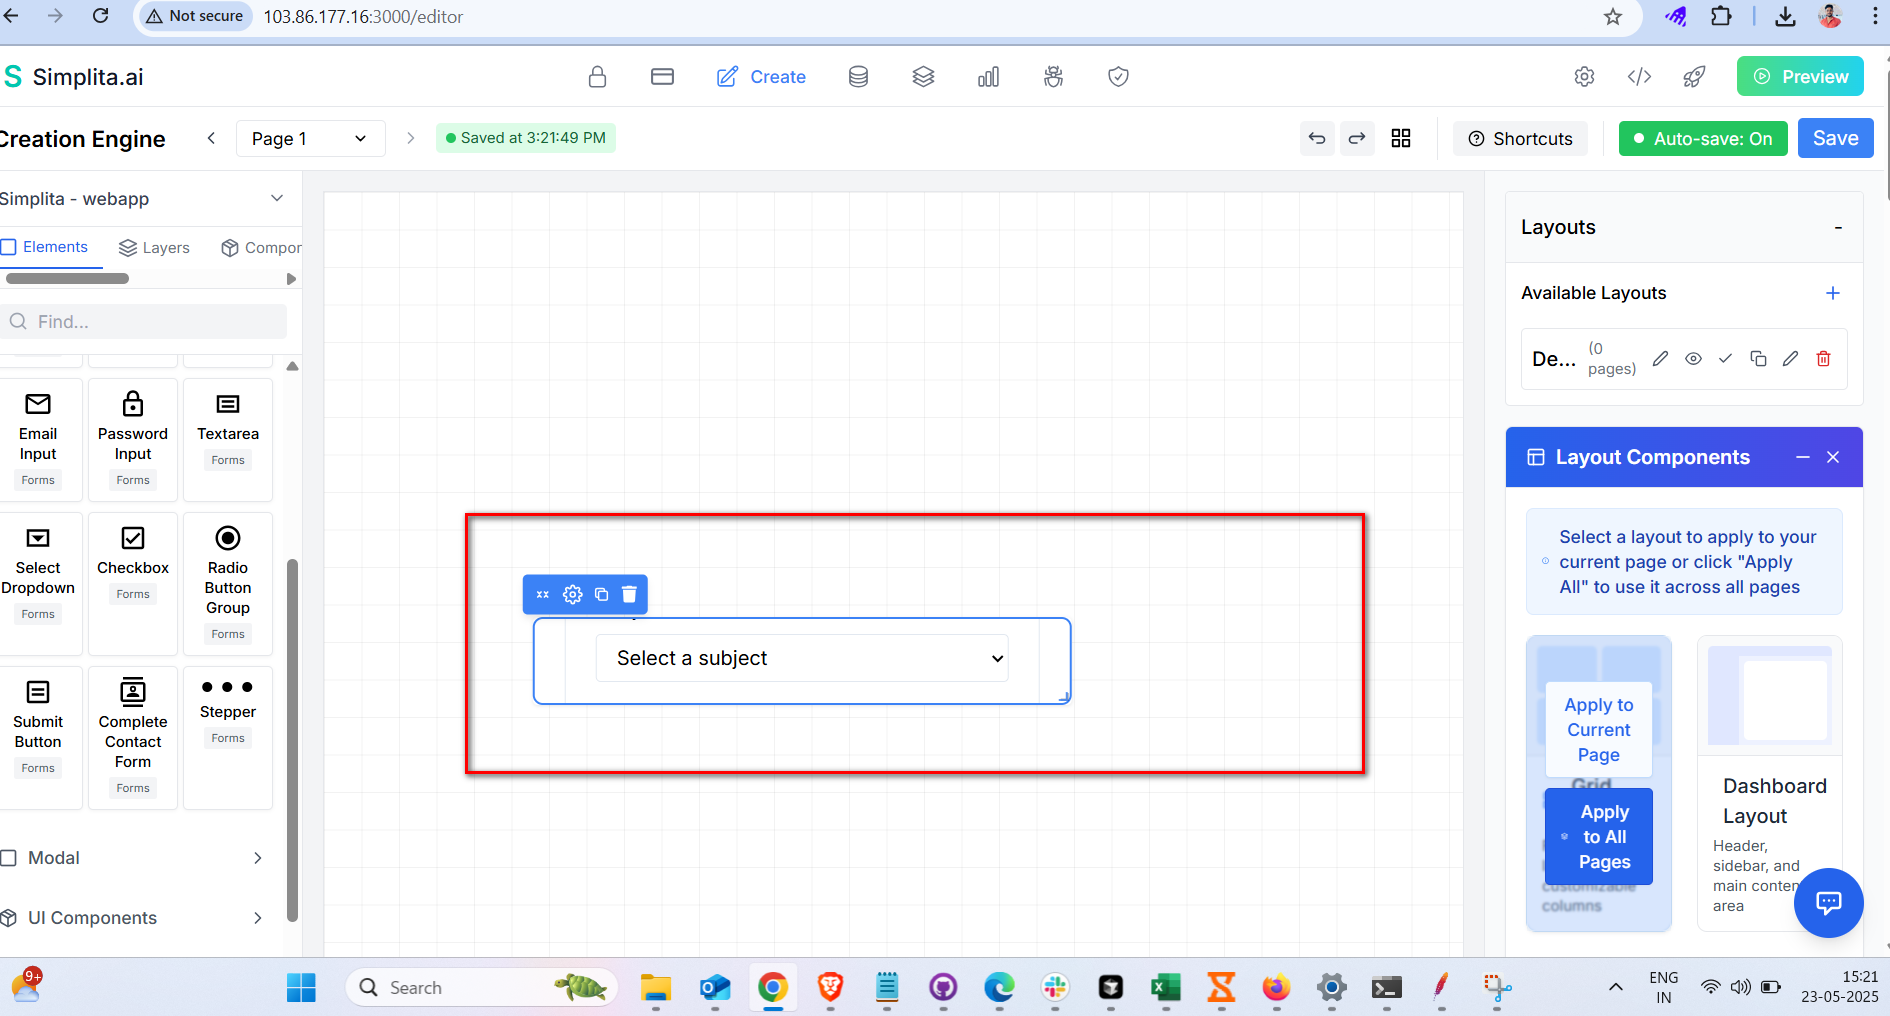 Not secure
103.86.177.16:3000/editor
S Simplita.ai
Create
Preview
Creation Engine
Page 1
Saved at 3:21:49 PM
Shortcuts
Auto-save: On
Save
Simplita - webapp
Elements
Layers
Compor
Find...
Email
Input
Forms
Password
Input
Forms
Textarea
Forms
Select
Dropdown
Forms
Checkbox
Forms
Radio
Button
Group
Forms
Submit
Button
Forms
Complete
Contact
Form
Forms
Stepper
Forms
Modal
UI Components
Select a subject
Layouts
-
Available Layouts
+
De...
(0
pages)
Layout Components
Select a layout to apply to your
current page or click "Apply
All" to use it across all pages
Apply to
Current
Page
Grid
Apply
to All
Pages
customizable
columns
Dashboard
Layout
Header,
sidebar, and
main conten
area
9+
Search
ENG
IN
15:21
23-05-2025